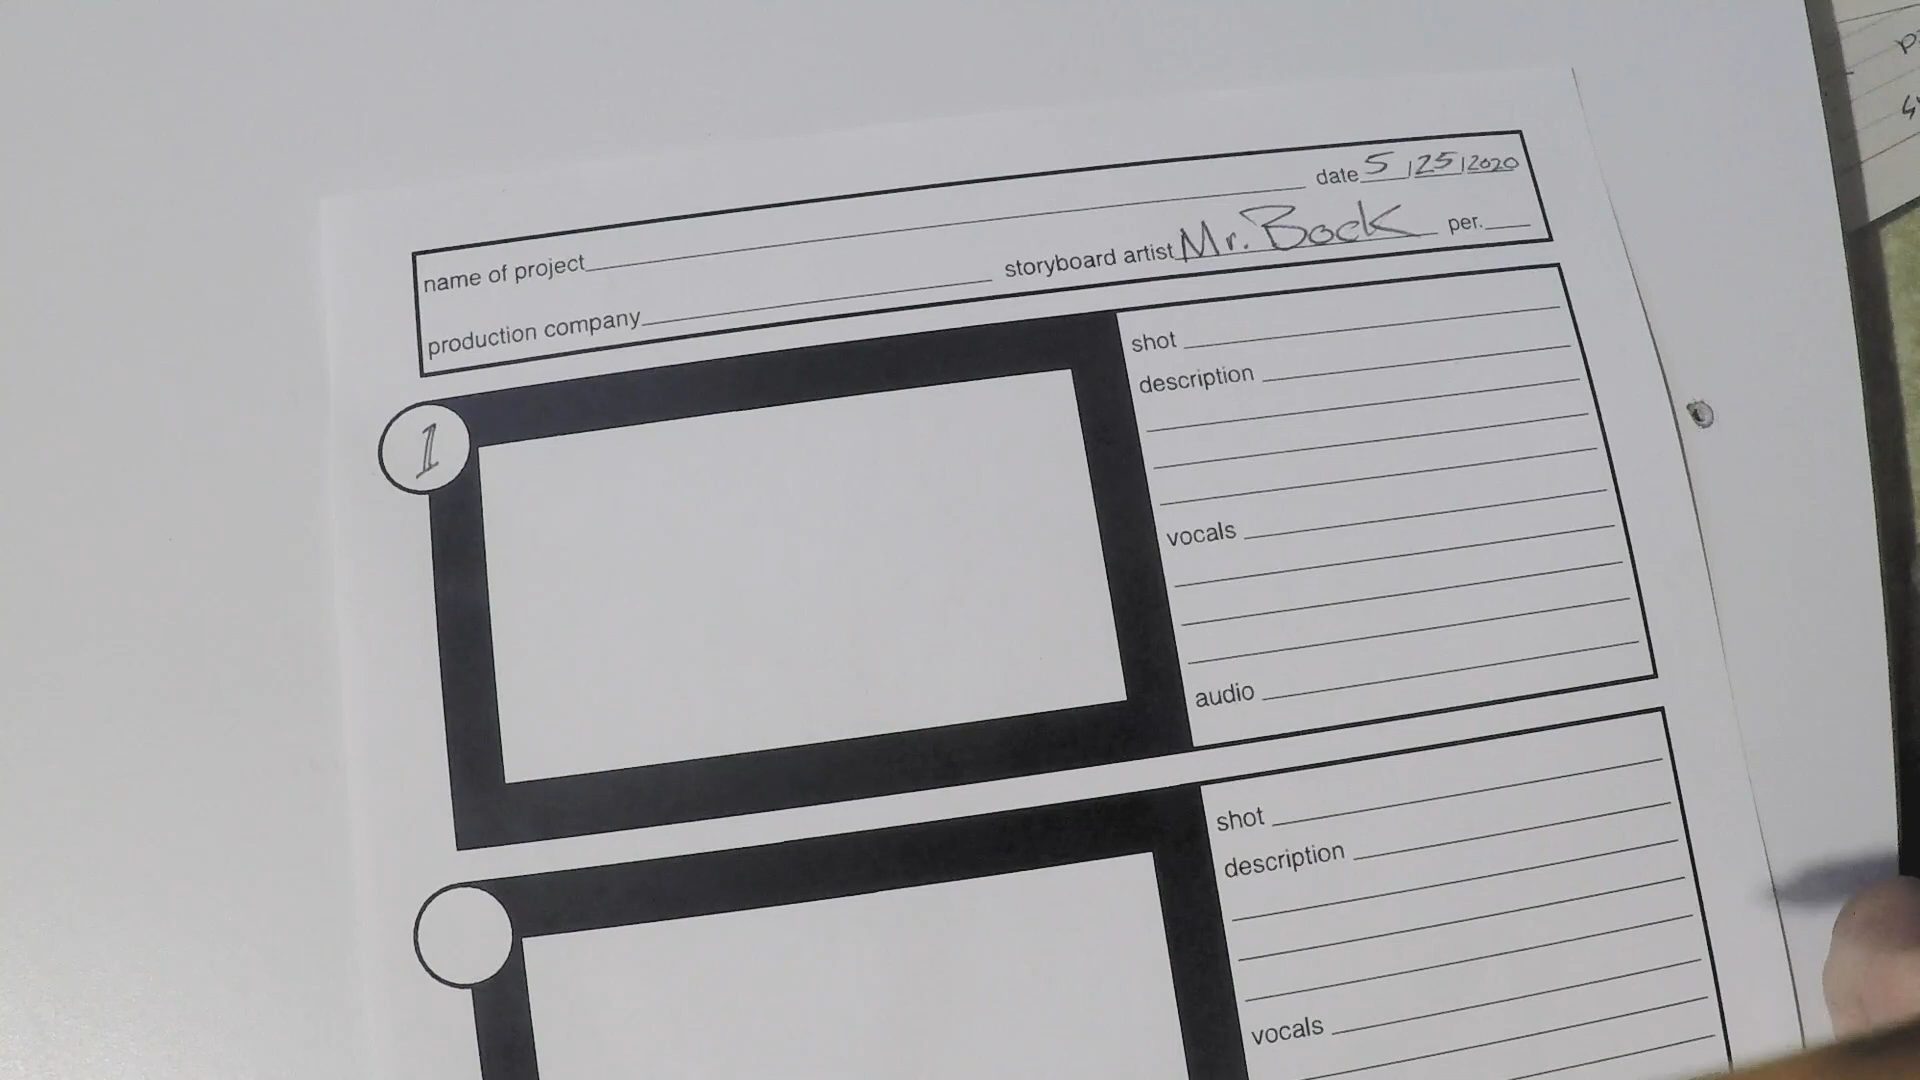 name of project date 5/25/2020
production company storyboard artist Mr. Bock per.
1
shot
description
vocals
audio
shot
description
vocals